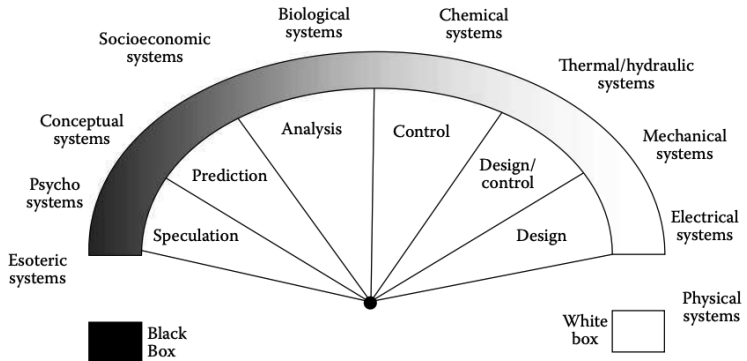 Biological
systems
Chemical
systems
Socioeconomic
systems
Thermal/hydraulic
systems
Conceptual
systems
Analysis
Control
Mechanical
systems
Psycho
systems
Prediction
Design/
control
Electrical
systems
Speculation
Design
Esoteric
systems
Physical
systems
Black
Box
White
box